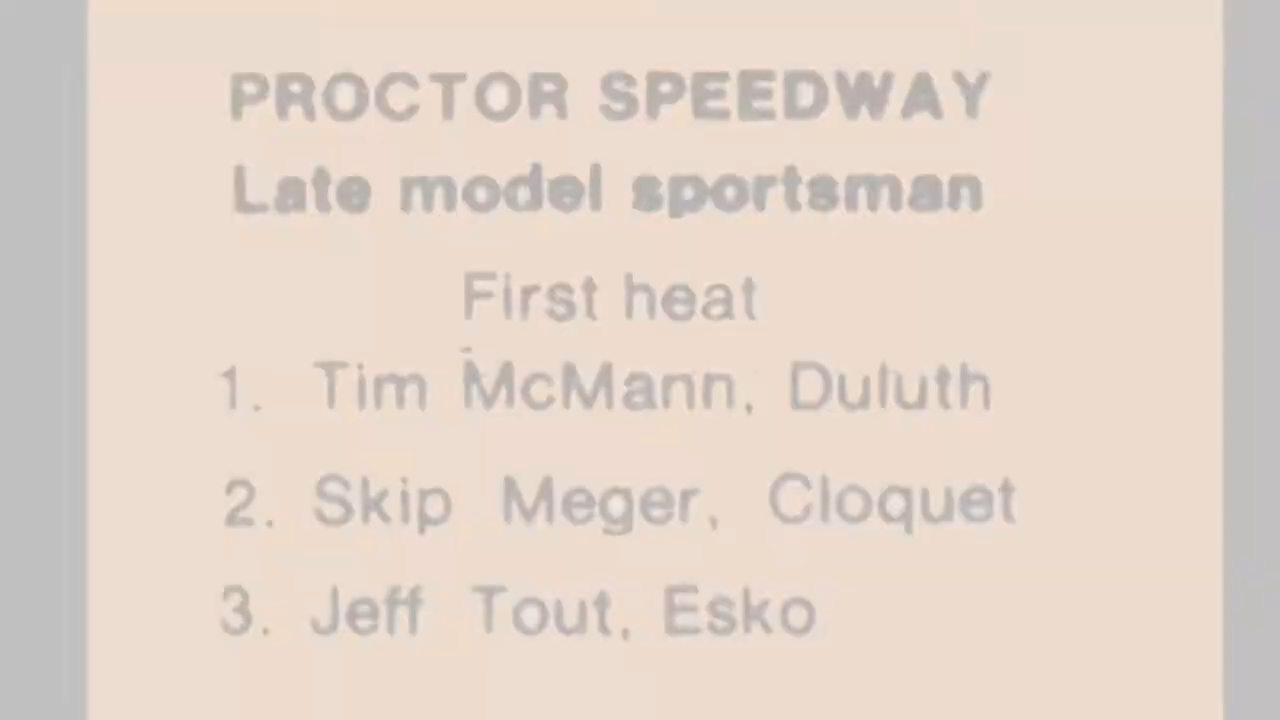 PROCTOR SPEEDWAY
Late model sportsman
First heat
1. Tim McMann, Duluth
2. Skip Meger, Cloquet
3. Jeff Tout, Esko